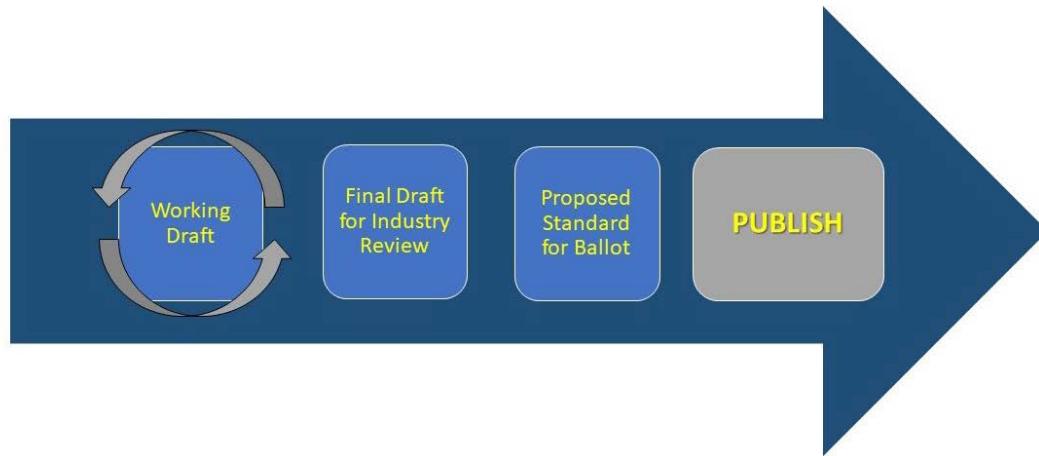 Working
Draft
Final Draft
for Industry
Review
Proposed
Standard
for Ballot
PUBLISH